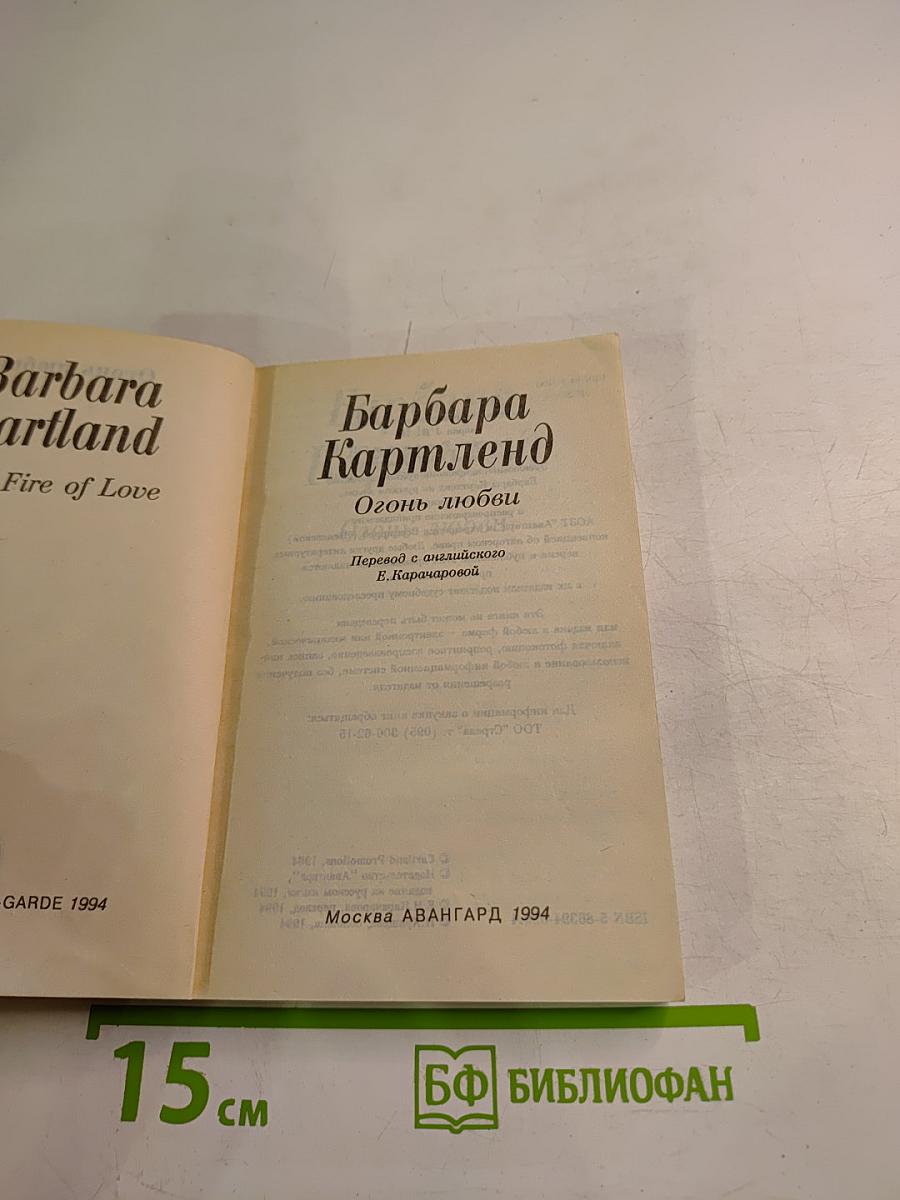 Barbara
artland
Fire of Love
-GARDE 1994
Барбара
Картленд
Огонь любви
Перевод с английского
Е.Карачаровой
Москва АВАНГАРД 1994
15 см
БФ БИБЛИОФАН